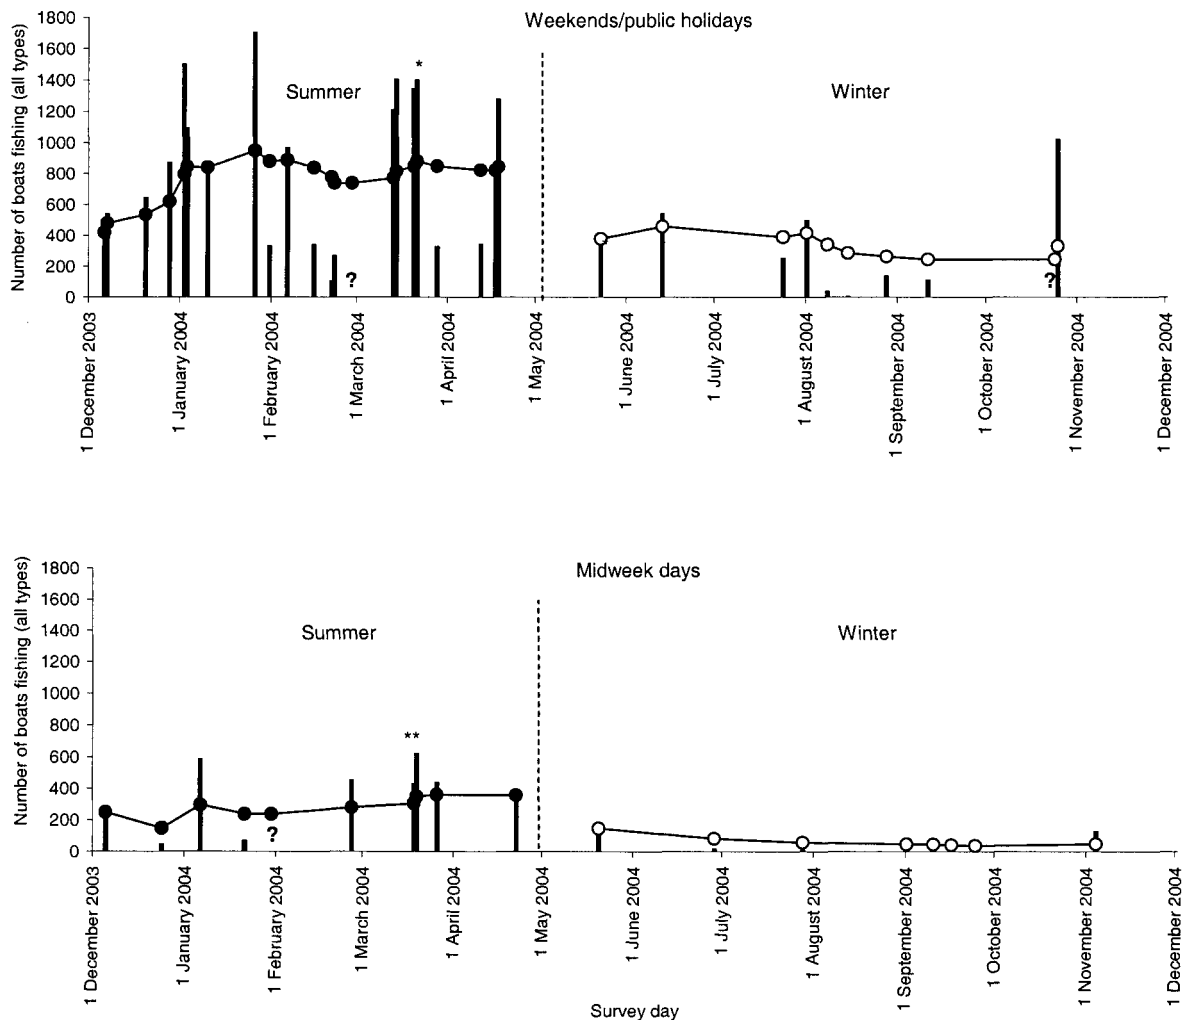 Weekends/public holidays
Number of boats fishing (all types)
1800
1600
1400
1200
1000
800
600
400
200
0
Summer
*
?
Winter
?
1 December 2003
1 January 2004
1 February 2004
1 March 2004
1 April 2004
1 May 2004
1 June 2004
1 July 2004
1 August 2004
1 September 2004
1 October 2004
1 November 2004
1 December 2004
Midweek days
Number of boats fishing (all types)
1800
1600
1400
1200
1000
800
600
400
200
0
Summer
**
?
Winter
1 December 2003
1 January 2004
1 February 2004
1 March 2004
1 April 2004
1 May 2004
1 June 2004
1 July 2004
1 August 2004
1 September 2004
1 October 2004
1 November 2004
1 December 2004
Survey day